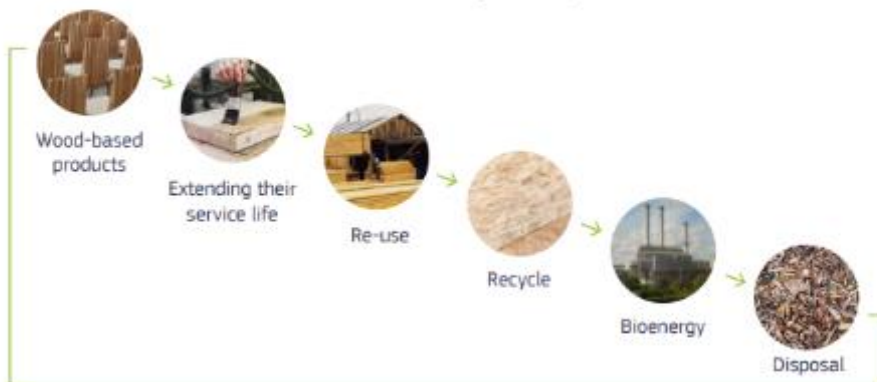 Wood-based
products
Extending their
service life
Re-use
Recycle
Bioenergy
Disposal